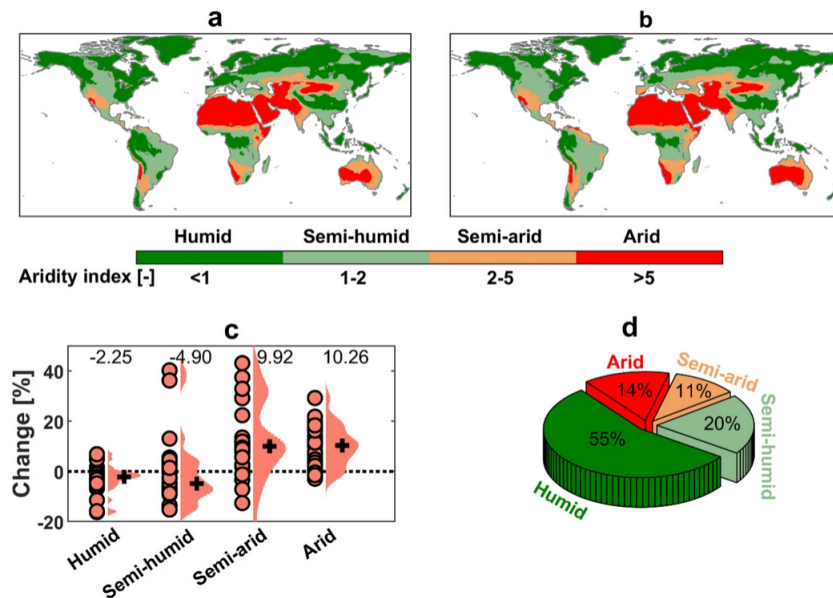 a
b
Humid Semi-humid Semi-arid Arid
Aridity index [-] <1 1-2 2-5 >5
c
-2.25 -4.90 9.92 10.26
Change [%]
40
20
0
-20
Humid
Semi-humid
Semi-arid
Arid
d
Arid
Semi-arid
14%
11%
20%
55%
Semi-humid
Humid